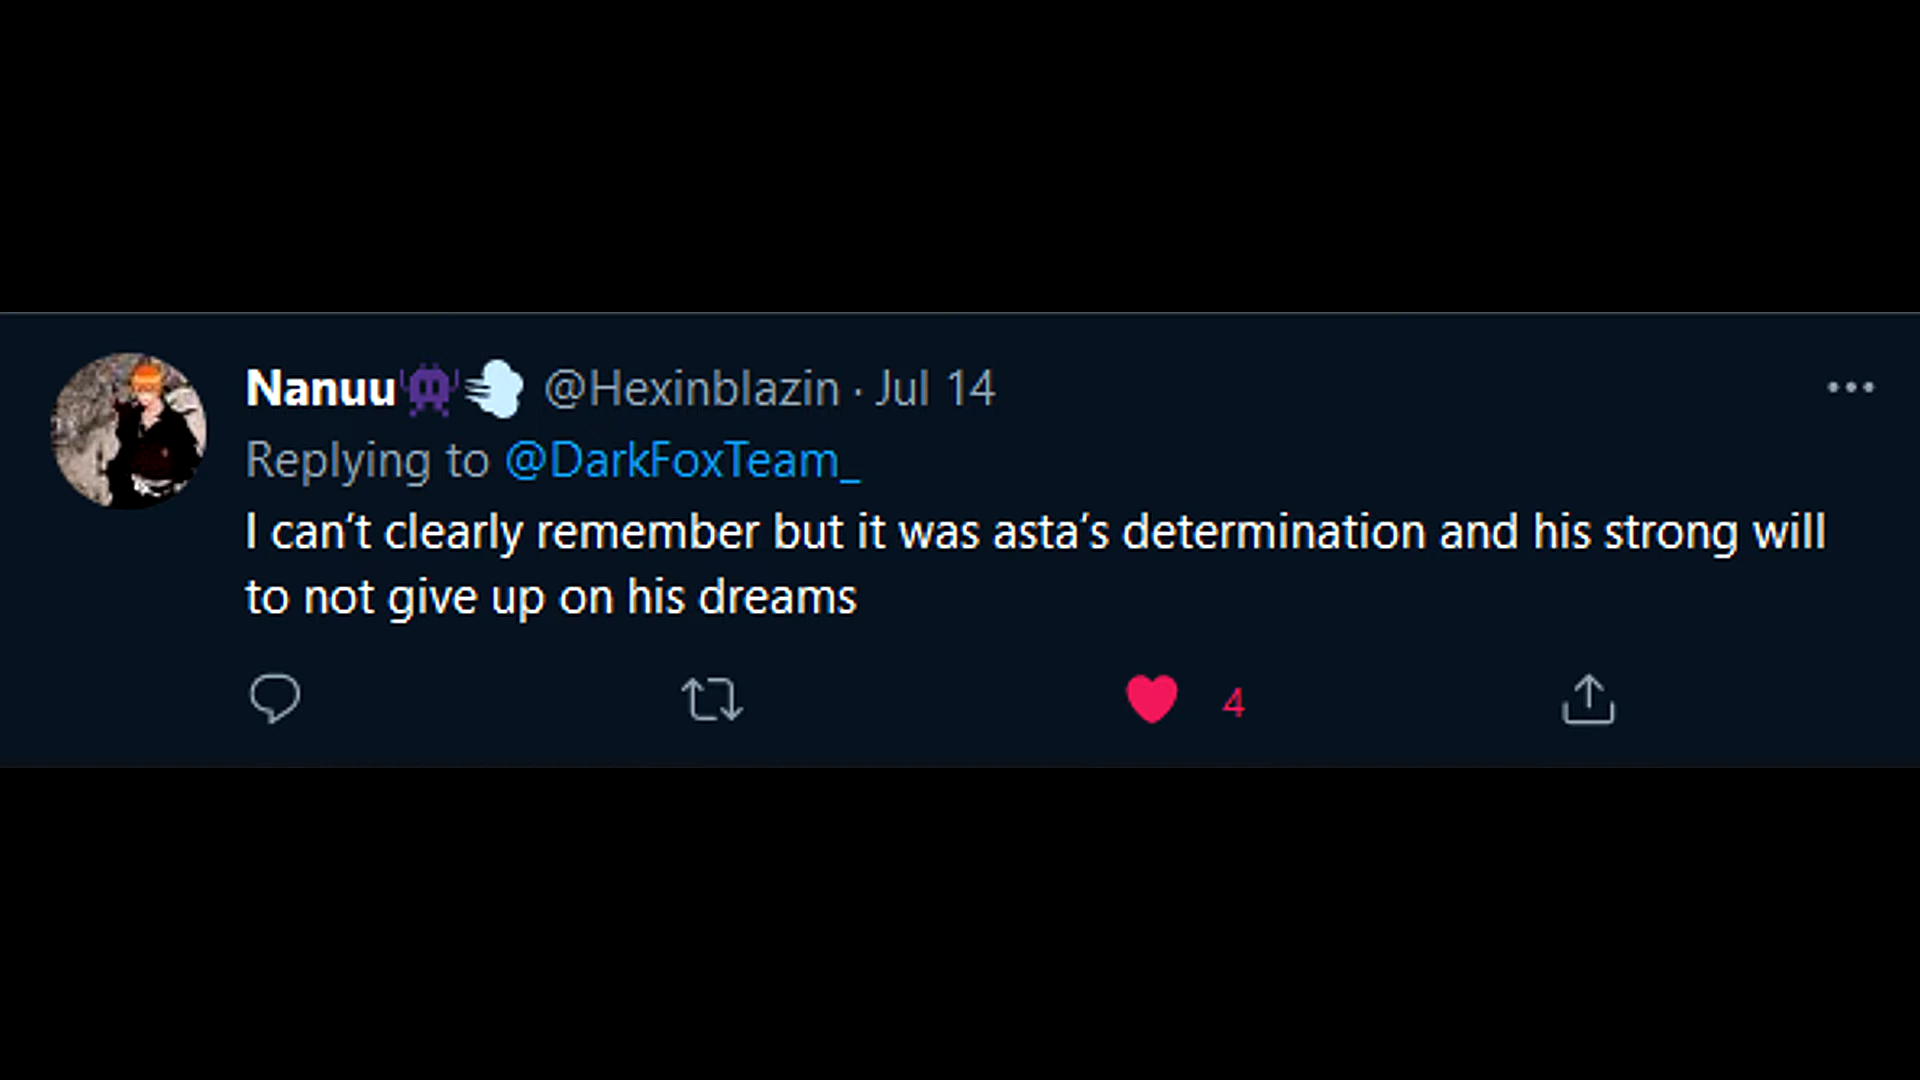 Nanuu👾💨 @Hexinblazin · Jul 14
Replying to @DarkFoxTeam_
I can’t clearly remember but it was asta’s determination and his strong will
to not give up on his dreams
4